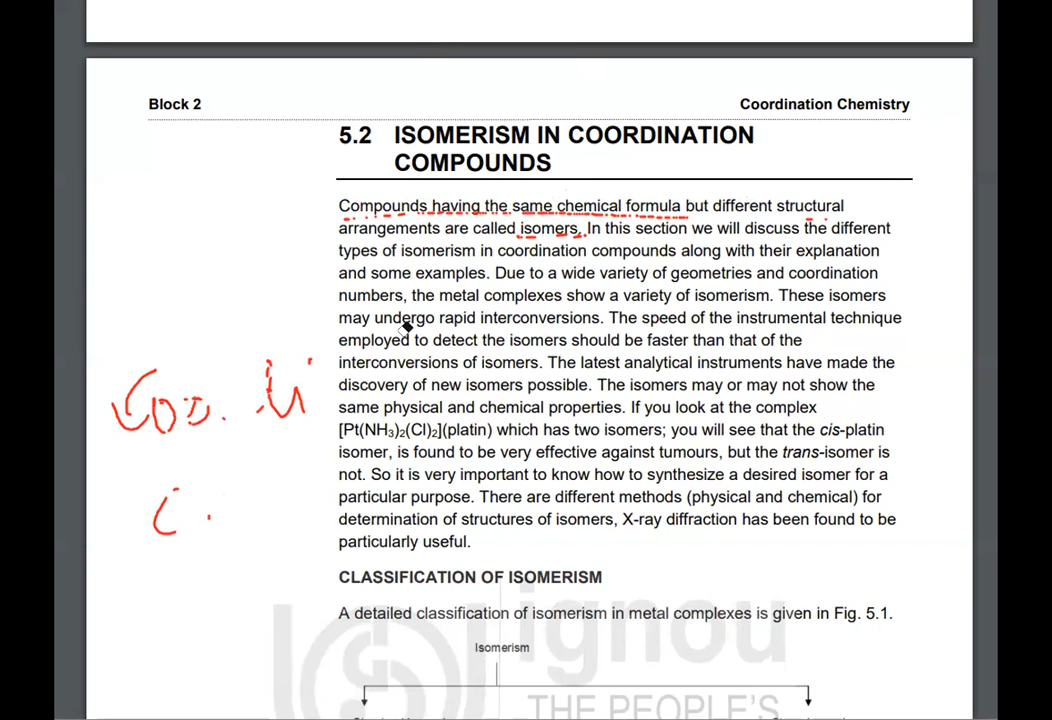 Block 2
Coordination Chemistry
5.2 ISOMERISM IN COORDINATION
COMPOUNDS
Compounds having the same chemical formula but different structural
arrangements are called isomers. In this section we will discuss the different
types of isomerism in coordination compounds along with their explanation
and some examples. Due to a wide variety of geometries and coordination
numbers, the metal complexes show a variety of isomerism. These isomers
may undergo rapid interconversions. The speed of the instrumental technique
employed to detect the isomers should be faster than that of the
interconversions of isomers. The latest analytical instruments have made the
discovery of new isomers possible. The isomers may or may not show the
same physical and chemical properties. If you look at the complex
[Pt(NH₃)₂(Cl)₂](platin) which has two isomers; you will see that the cis-platin
isomer, is found to be very effective against tumours, but the trans-isomer is
not. So it is very important to know how to synthesize a desired isomer for a
particular purpose. There are different methods (physical and chemical) for
determination of structures of isomers, X-ray diffraction has been found to be
particularly useful.
CLASSIFICATION OF ISOMERISM
A detailed classification of isomerism in metal complexes is given in Fig. 5.1.
ignou
Isomerism
THE PEOPLE'S